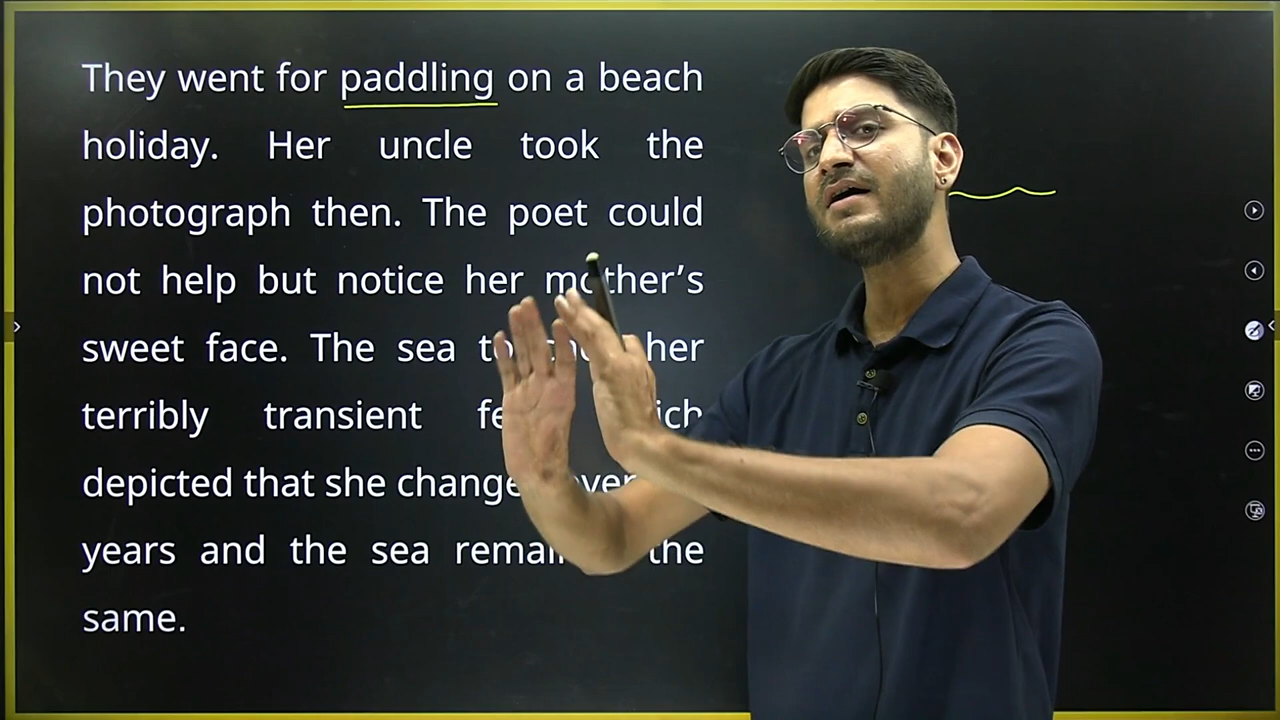 They went for paddling on a beach
holiday. Her uncle took the
photograph then. The poet could
not help but notice her mother’s
sweet face. The sea her
terribly transient
depicted that she
years and the sea the
same.